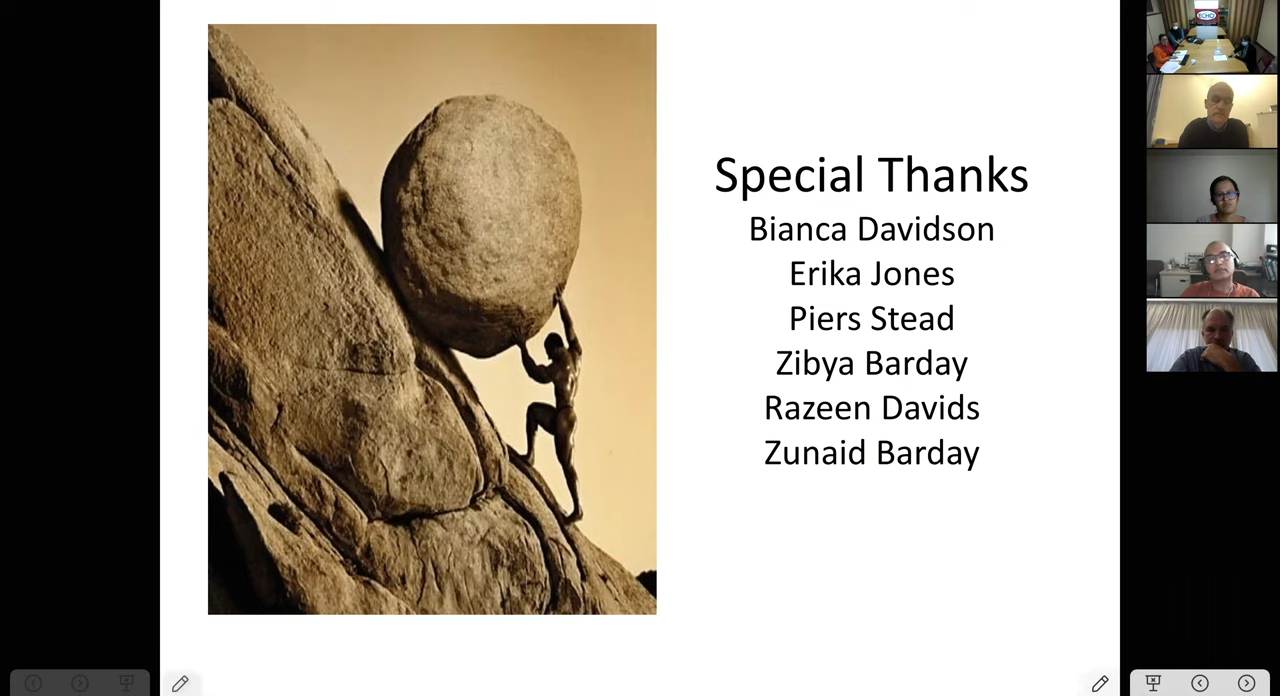 Special Thanks
Bianca Davidson
Erika Jones
Piers Stead
Zibya Barday
Razeen Davids
Zunaid Barday